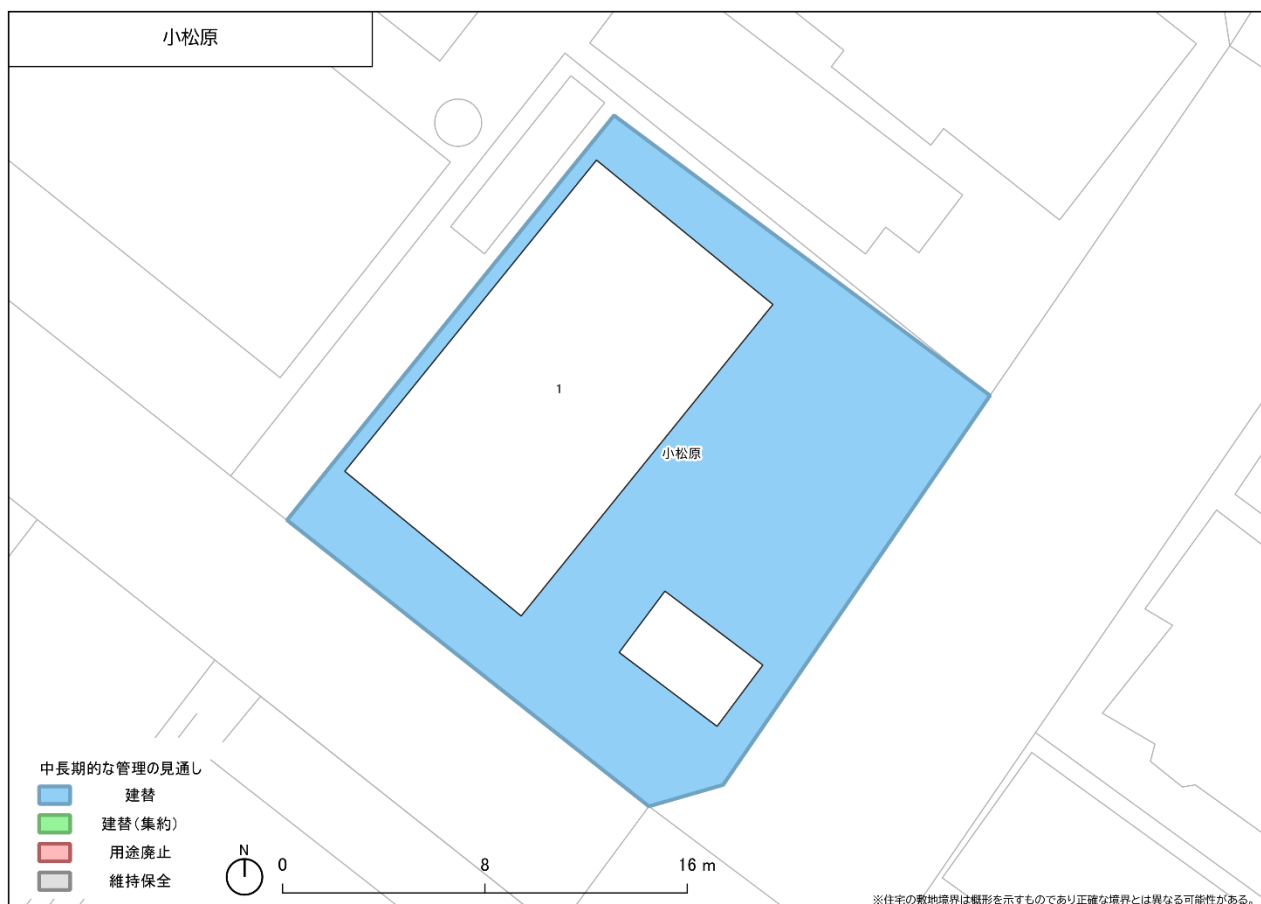 小松原
1
小松原
中長期的な管理の見通し
建替
建替(集約)
用途廃止
維持保全
N
0 8 16 m
※住宅の敷地境界は概形を示すものであり正確な境界とは異なる可能性がある。